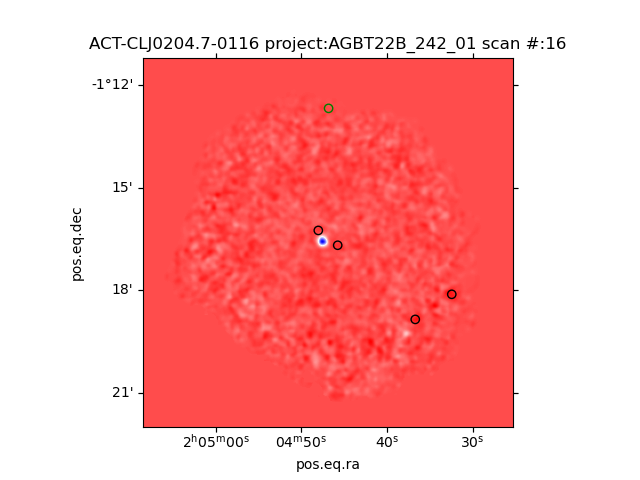 ACT-CLJ0204.7-0116 project:AGBT22B_242_01 scan #:16
-1°12'
15'
18'
21'
pos.eq.dec
2h05m00s 04m50s 40s 30s
pos.eq.ra